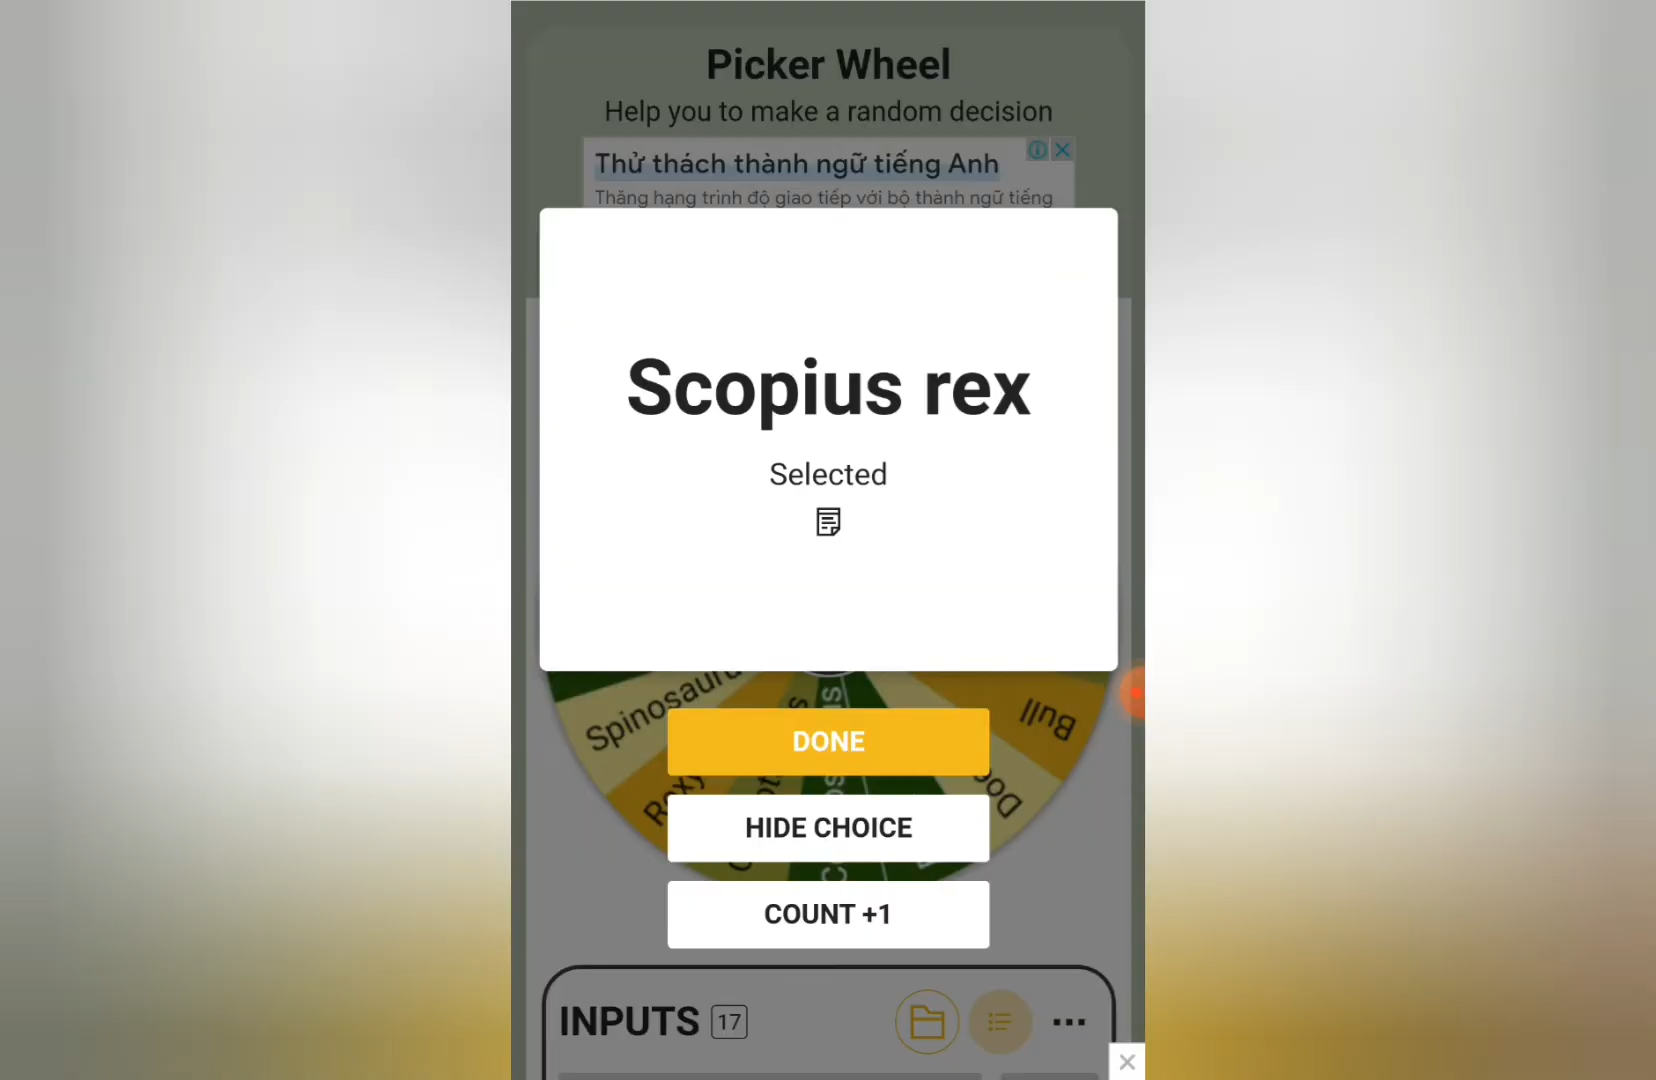 Picker Wheel
Help you to make a random decision
Thử thách thành ngữ tiếng Anh
Thăng hạng trình độ giao tiếp với bộ thành ngữ tiếng
Scopius rex
Selected
Bull
DONE
HIDE CHOICE
COUNT +1
INPUTS 17